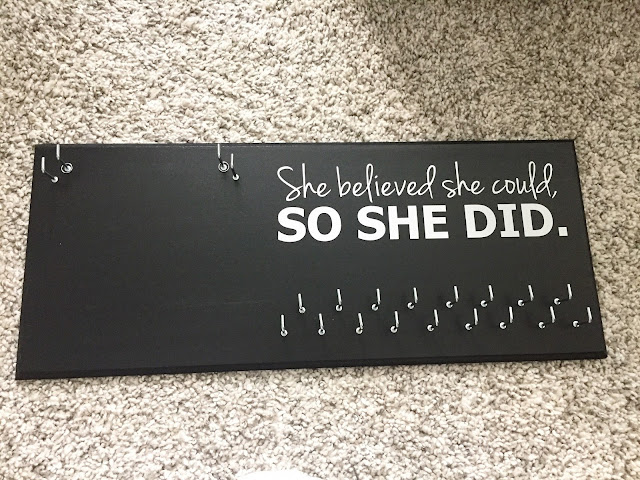 She believed she could,
SO SHE DID.